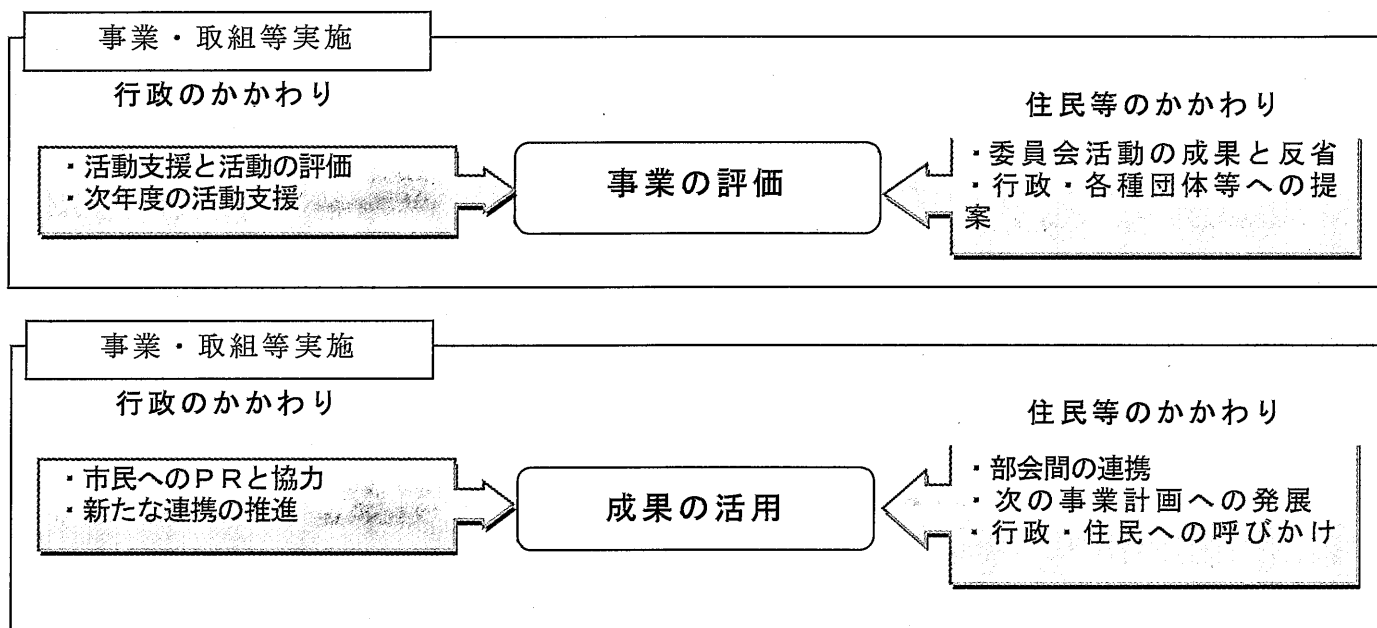 事業・取組等実施
行政のかかわり
・活動支援と活動の評価
・次年度の活動支援
事業の評価
住民等のかかわり
・委員会活動の成果と反省
・行政・各種団体等への提
案
事業・取組等実施
行政のかかわり
・市民へのＰＲと協力
・新たな連携の推進
成果の活用
住民等のかかわり
・部会間の連携
・次の事業計画への発展
・行政・住民への呼びかけ